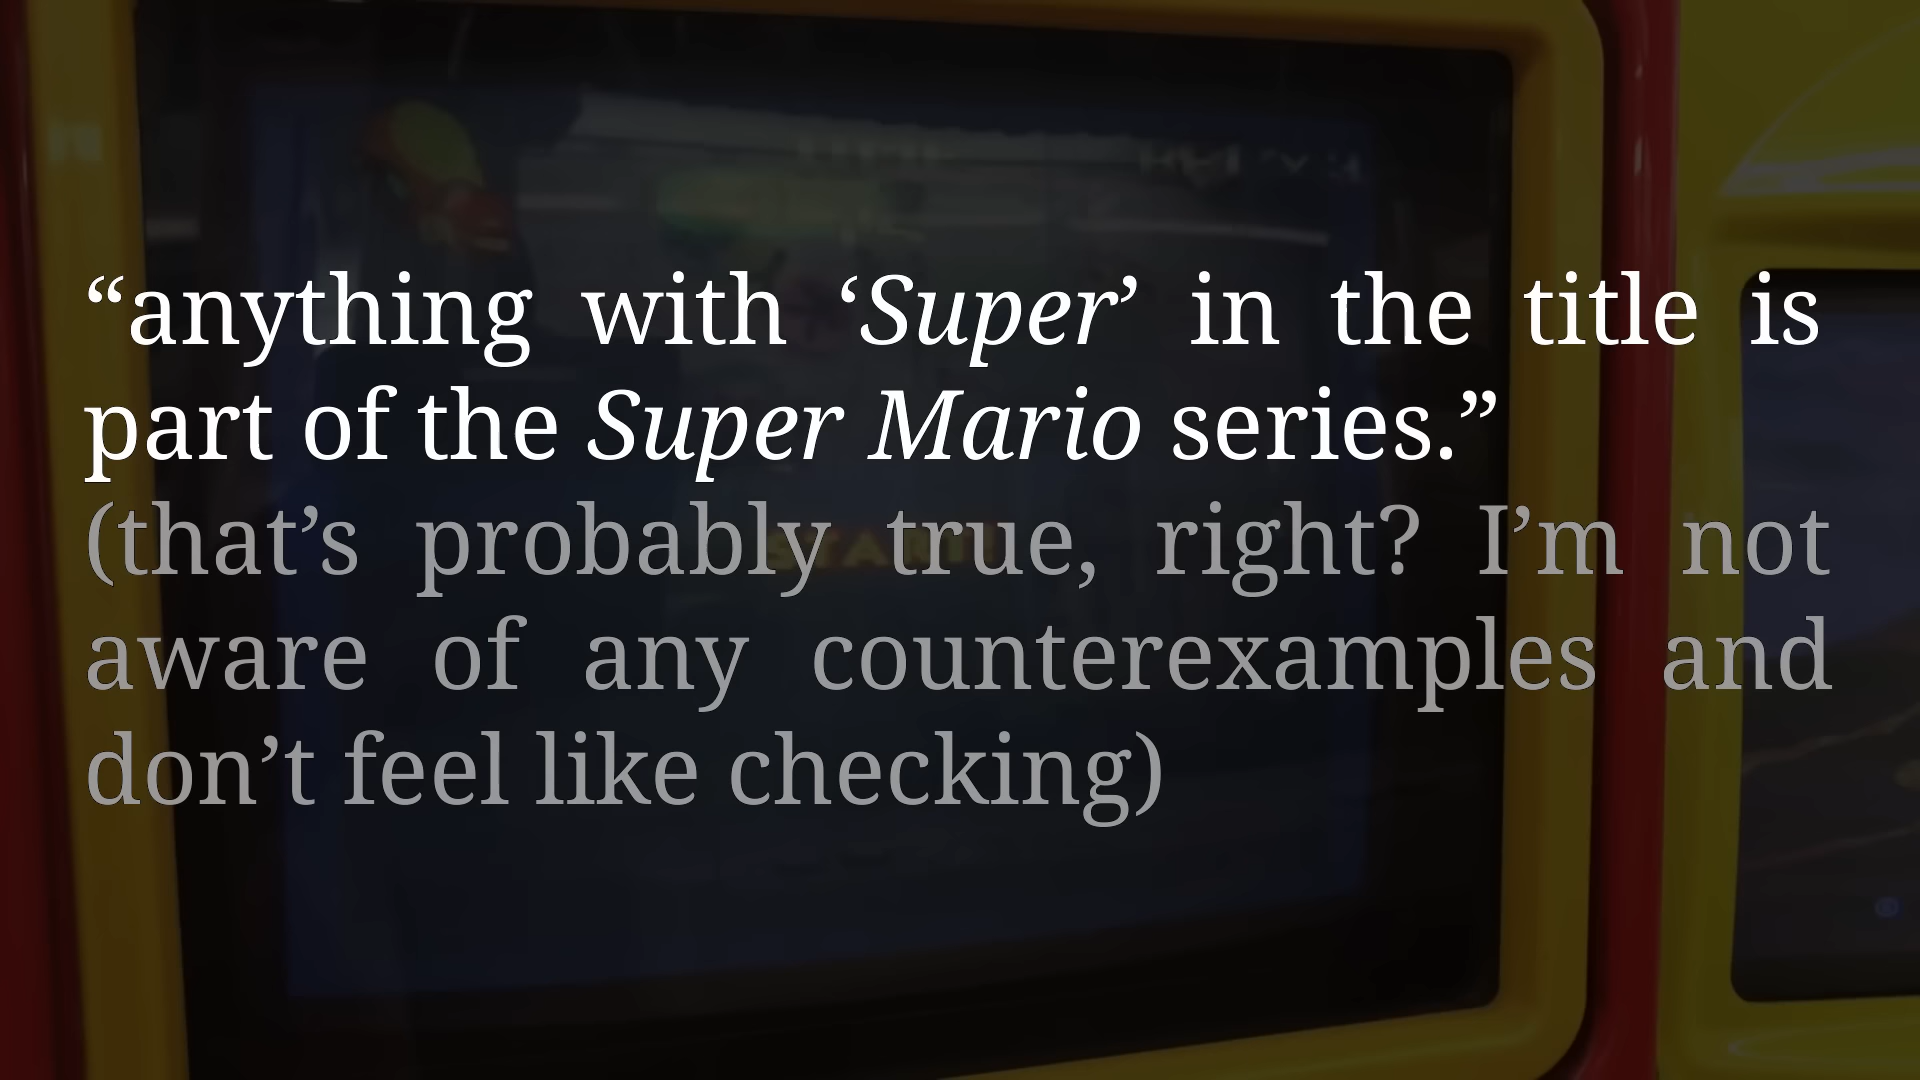 “anything with ‘Super’ in the title is
part of the Super Mario series.”
(that’s probably true, right? I’m not
aware of any counterexamples and
don’t feel like checking)